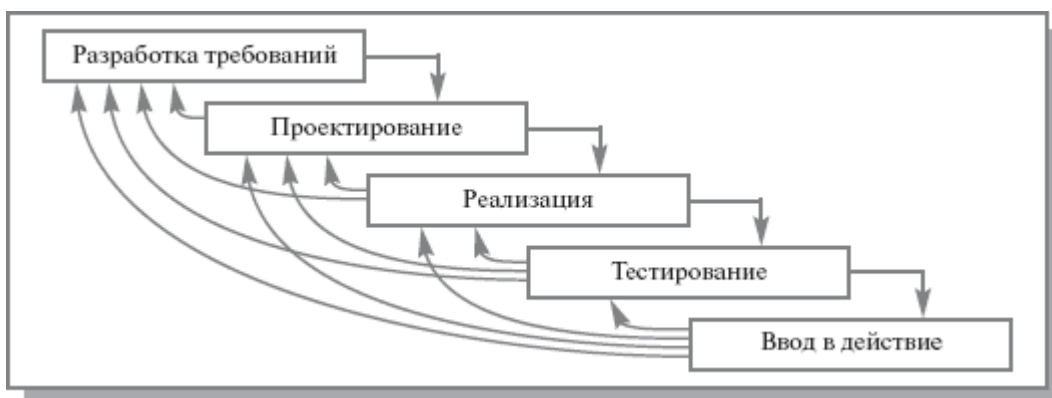 Разработка требований
Проектирование
Реализация
Тестирование
Ввод в действие